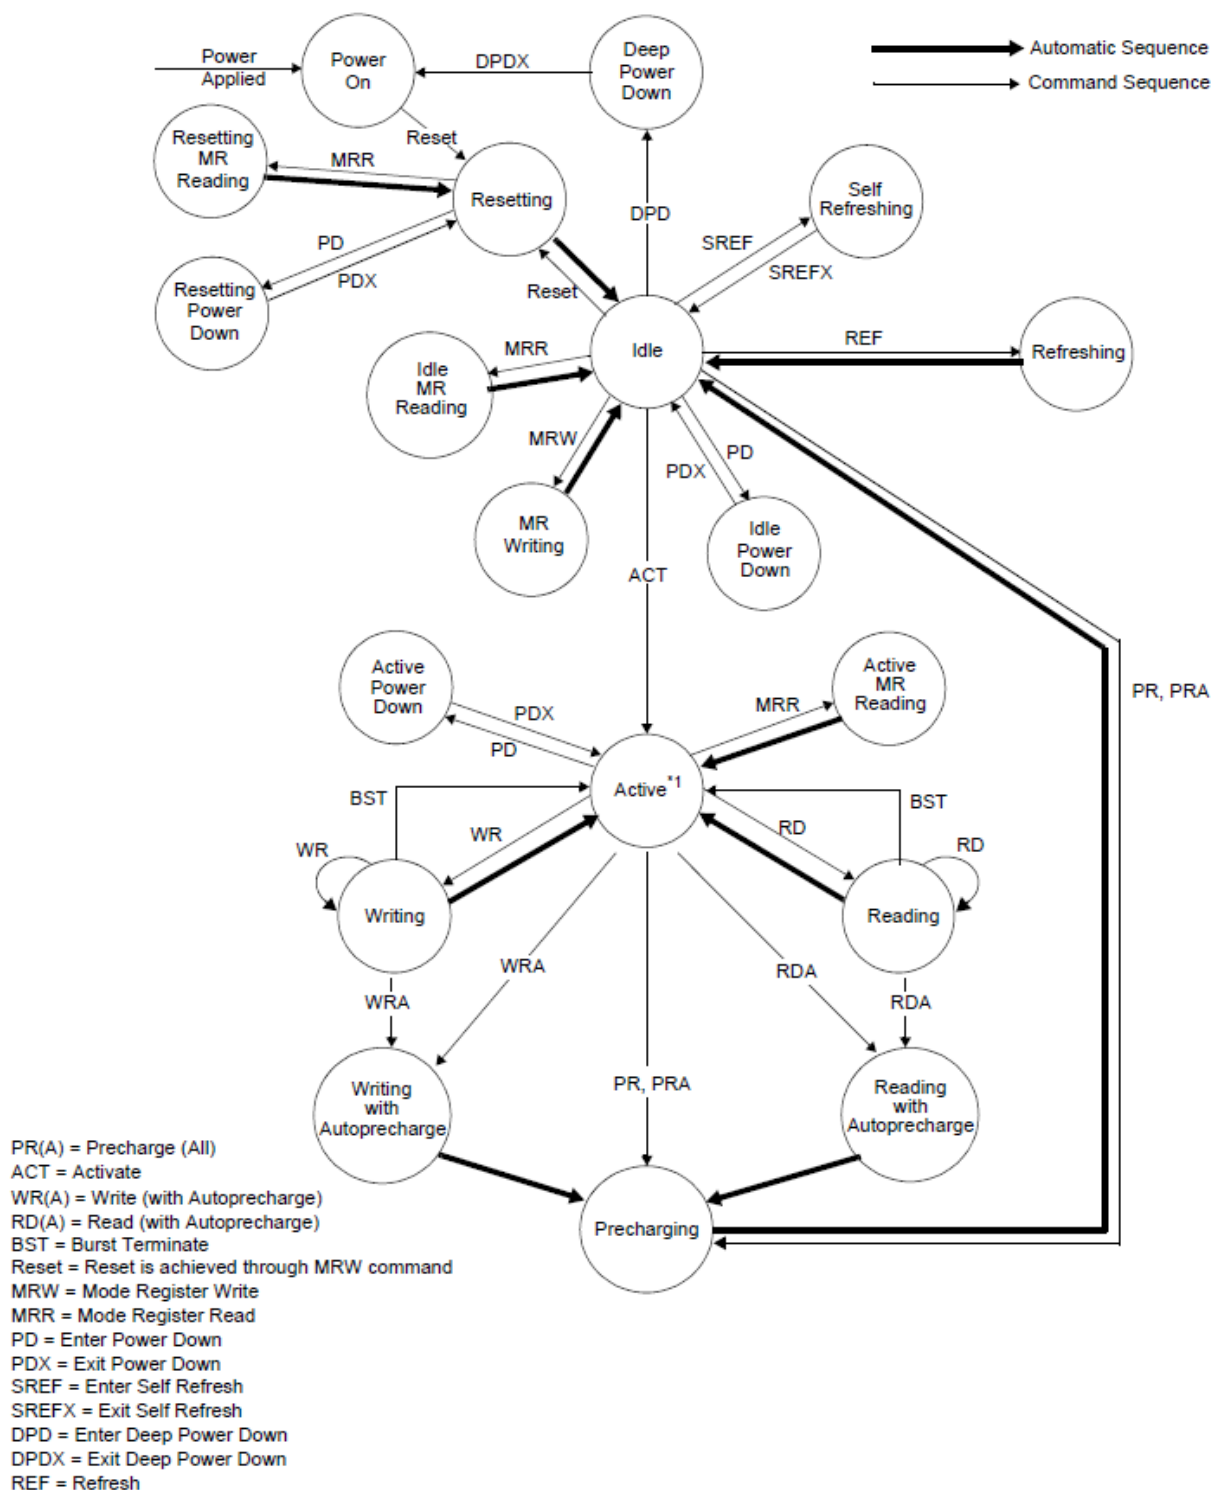 Power
Applied
Power
On
DPDX
Deep
Power
Down
Automatic Sequence
Command Sequence
Reset
Resetting
MR
Reading
MRR
Resetting
DPD
Self
Refreshing
SREF
SREFX
PD
PDX
Resetting
Power
Down
Reset
Idle
REF
Refreshing
MRR
Idle
MR
Reading
MRW
PD
PDX
MR
Writing
Idle
Power
Down
ACT
Active
Power
Down
PDX
PD
Active
MR
Reading
MRR
PR, PRA
Active*1
BST
BST
WR
RD
WR
RD
Writing
Reading
WRA
RDA
WRA
RDA
Writing
with
Autoprecharge
PR, PRA
Reading
with
Autoprecharge
Precharging
PR(A) = Precharge (All)
ACT = Activate
WR(A) = Write (with Autoprecharge)
RD(A) = Read (with Autoprecharge)
BST = Burst Terminate
Reset = Reset is achieved through MRW command
MRW = Mode Register Write
MRR = Mode Register Read
PD = Enter Power Down
PDX = Exit Power Down
SREF = Enter Self Refresh
SREFX = Exit Self Refresh
DPD = Enter Deep Power Down
DPDX = Exit Deep Power Down
REF = Refresh